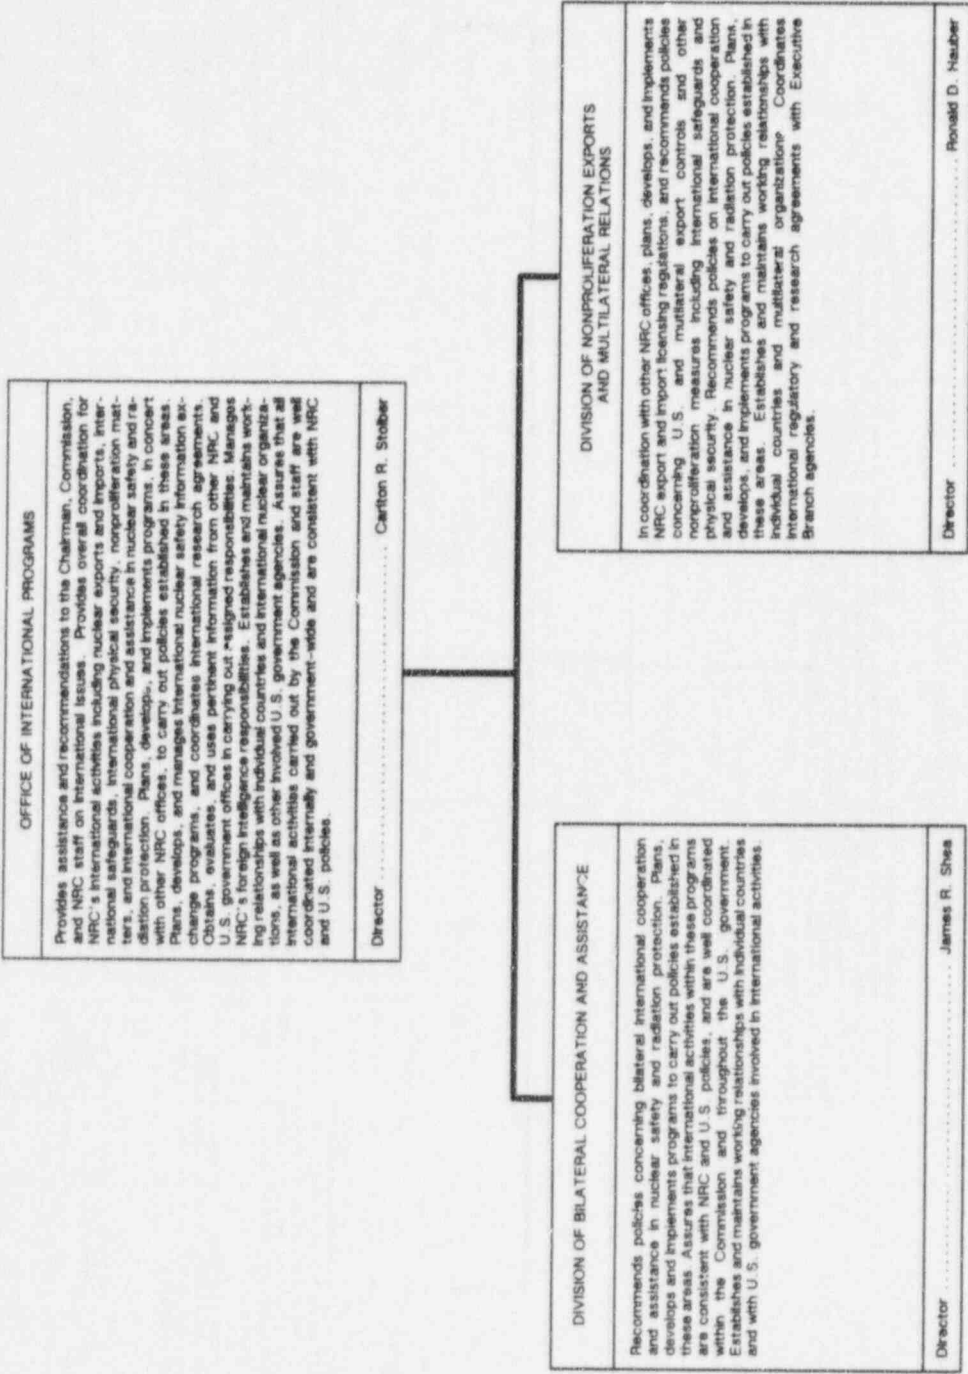 OFFICE OF INTERNATIONAL PROGRAMS
Provides assistance and recommendations to the Chairman, Commission,
and NRC staff on international issues. Provides overall coordination for
NRC's international activities including nuclear exports and imports, inter-
national safeguards, international physical security, nonproliferation mat-
ters, and international cooperation and assistance in nuclear safety and ra-
diation protection. Plans, develops, and implements programs, in concert
with other NRC offices, to carry out policies established in these areas.
Plans, develops, and manages international nuclear safety information ex-
change programs, and coordinates international research agreements.
Obtains, evaluates, and uses pertinent information from other NRC and
U.S. government offices in carrying out assigned responsibilities. Manages
NRC's foreign intelligence responsibilities. Establishes and maintains work-
ing relationships with individual countries and international nuclear organiza-
tions, as well as other involved U.S. government agencies. Assures that all
international activities carried out by the Commission and staff are well
coordinated internally and government-wide and are consistent with NRC
and U.S. policies.
Director .................... Carlton R. Stoiber
DIVISION OF BILATERAL COOPERATION AND ASSISTANCE
Recommends policies concerning bilateral international cooperation
and assistance in nuclear safety and radiation protection. Plans,
develops and implements programs to carry out policies established in
these areas. Assures that international activities within these programs
are consistent with NRC and U.S. policies, and are well coordinated
within the Commission and throughout the U.S. government.
Establishes and maintains working relationships with individual countries
and with U.S. government agencies involved in international activities.
Director .................... James R. Shea
DIVISION OF NONPROLIFERATION EXPORTS
AND MULTILATERAL RELATIONS
In coordination with other NRC offices, plans, develops, and implements
NRC export and import licensing regulations, and recommends policies
concerning U.S. and mutilateral export controls and other
nonproliferation measures including international safeguards and
physical security. Recommends policies on international cooperation
and assistance in nuclear safety and radiation protection. Plans,
develops, and implements programs to carry out policies established in
these areas. Establishes and maintains working relationships with
individual countries and multilateral organizations. Coordinates
international regulatory and research agreements with Executive
Branch agencies.
Director .................... Ronald D. Hauber